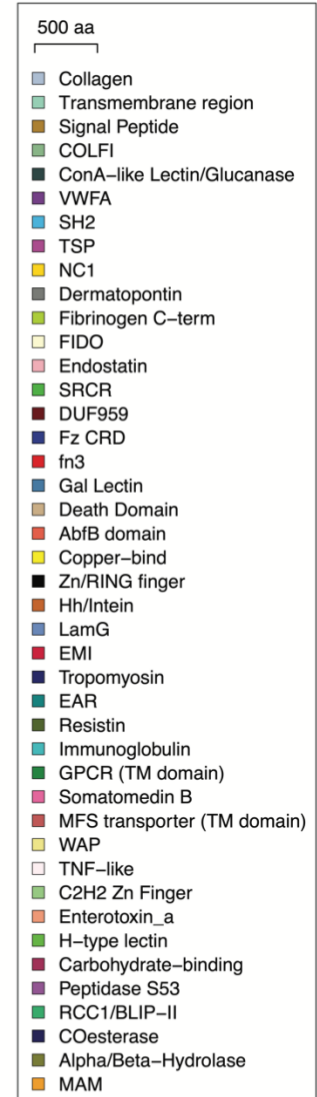 500 aa
Collagen
Transmembrane region
Signal Peptide
COLFI
ConA−like Lectin/Glucanase
VWFA
SH2
TSP
NC1
Dermatopontin
Fibrinogen C−term
FIDO
Endostatin
SRCR
DUF959
Fz CRD
fn3
Gal Lectin
Death Domain
AbfB domain
Copper−bind
Zn/RING finger
Hh/Intein
LamG
EMI
Tropomyosin
EAR
Resistin
Immunoglobulin
GPCR (TM domain)
Somatomedin B
MFS transporter (TM domain)
WAP
TNF−like
C2H2 Zn Finger
Enterotoxin_a
H−type lectin
Carbohydrate−binding
Peptidase S53
RCC1/BLIP−II
COesterase
Alpha/Beta−Hydrolase
MAM